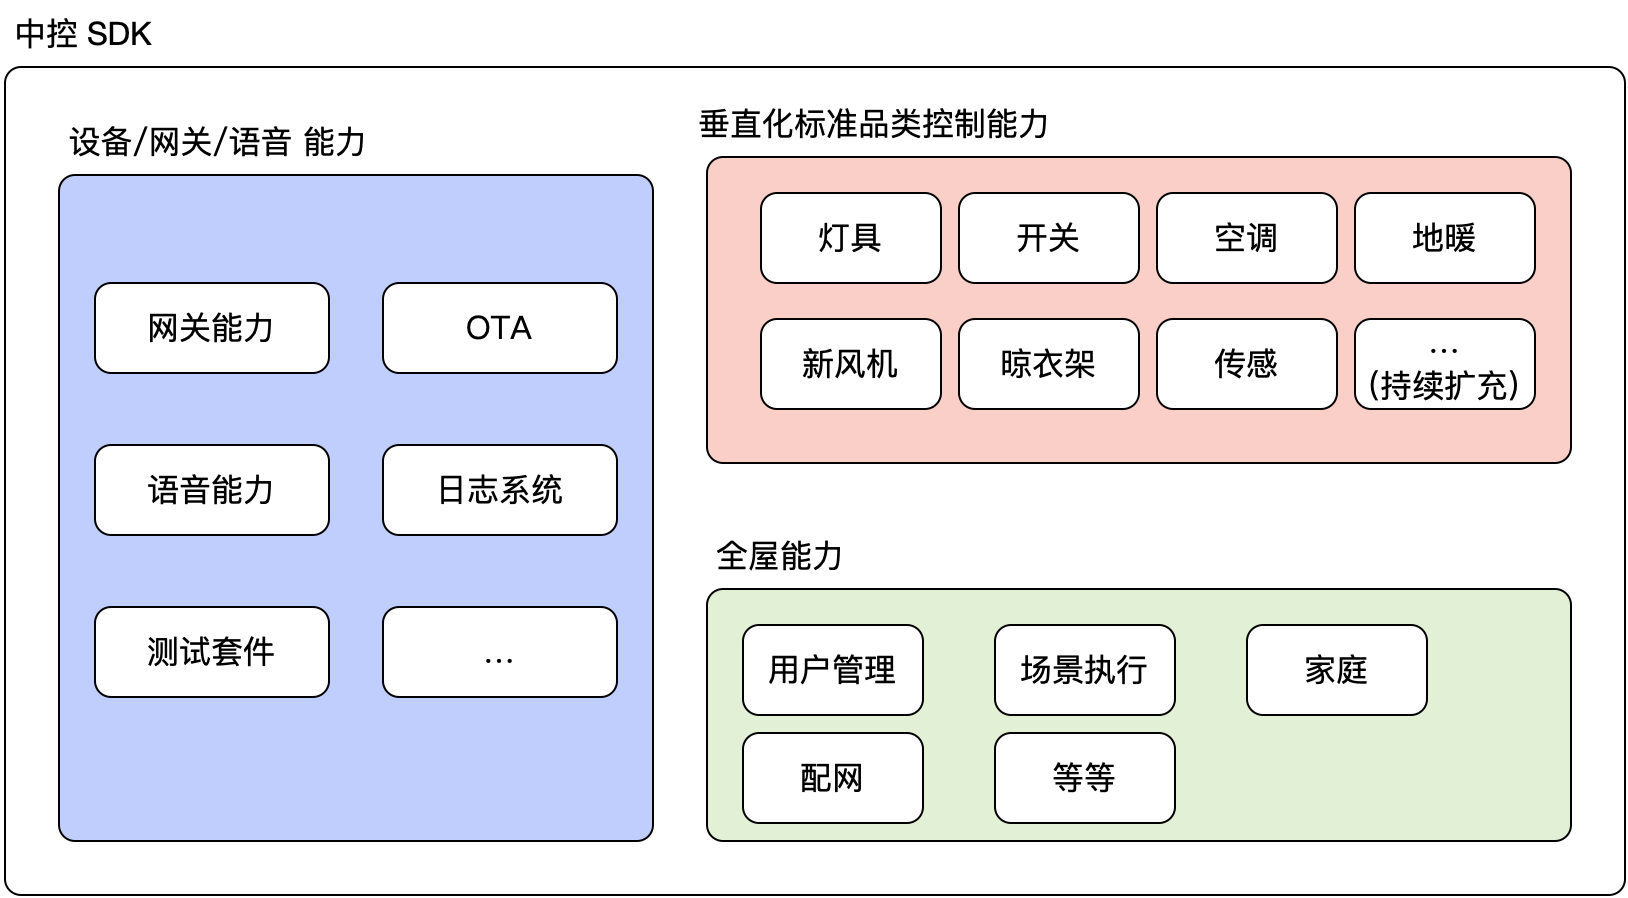 中控 SDK
设备/网关/语音 能力
网关能力
OTA
语音能力
日志系统
测试套件
...
垂直化标准品类控制能力
灯具
开关
空调
地暖
新风机
晾衣架
传感
...
(持续扩充)
全屋能力
用户管理
场景执行
家庭
配网
等等